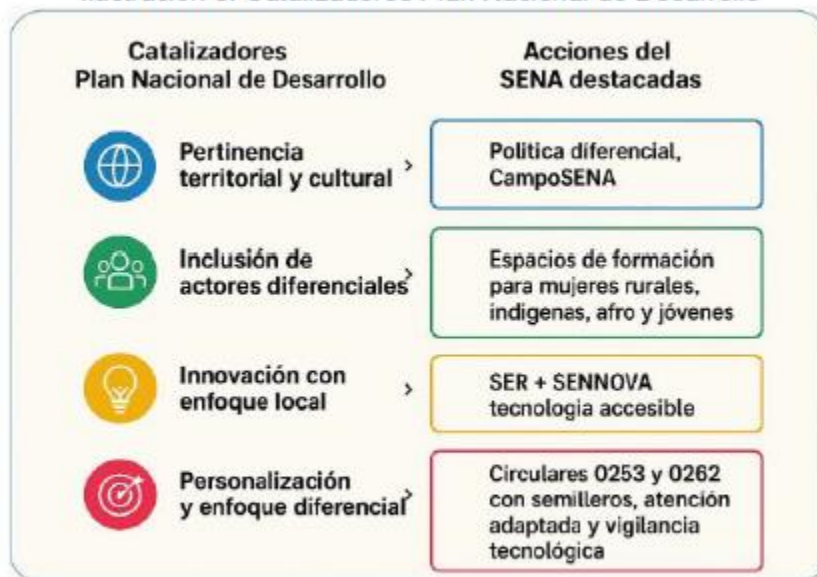 Catalizadores
Plan Nacional de Desarrollo
Acciones del
SENA destacadas
Pertinencia
territorial y cultural
>
Politica diferencial,
CampoSENA
Inclusión de
actores diferenciales
>
Espacios de formación
para mujeres rurales,
indigenas, afro y jóvenes
Innovación con
enfoque local
>
SER + SENNOVA
tecnologia accesible
Personalización
y enfoque diferencial
>
Circulares 0253 y 0262
con semilleros, atención
adaptada y vigilancia
tecnológica